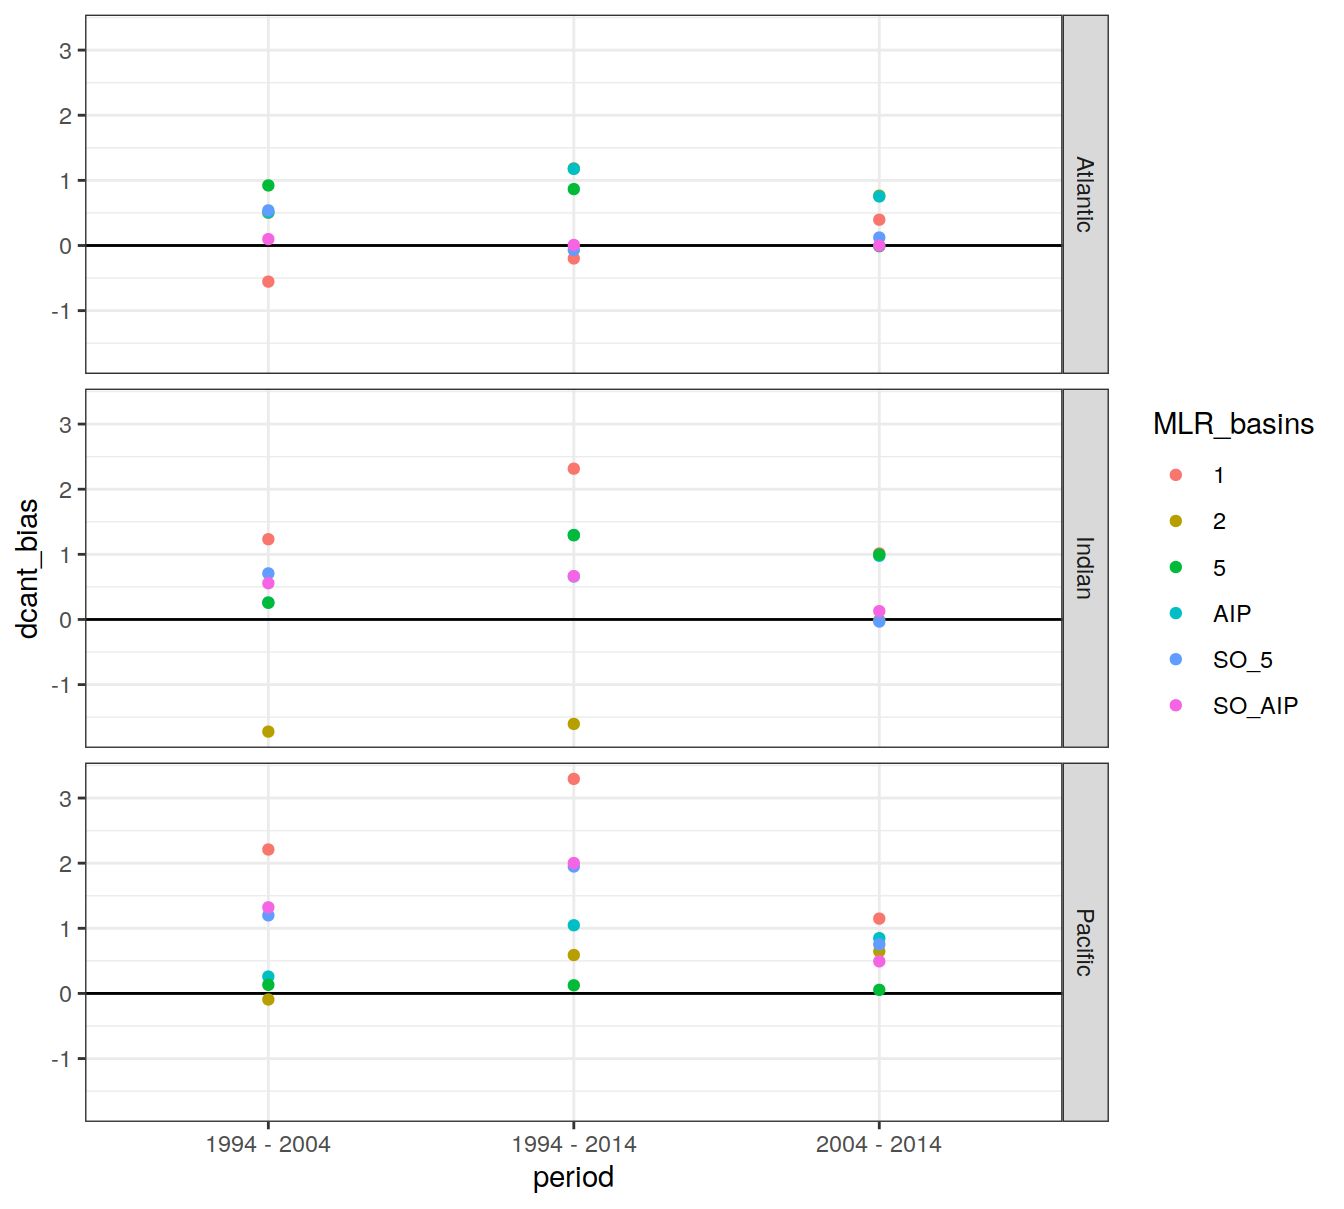 3
2
1
0
-1
Atlantic
3
2
1
0
-1
Indian
3
2
1
0
-1
Pacific
dcant_bias
1994 - 2004
1994 - 2014
2004 - 2014
period
MLR_basins
1
2
5
AIP
SO_5
SO_AIP